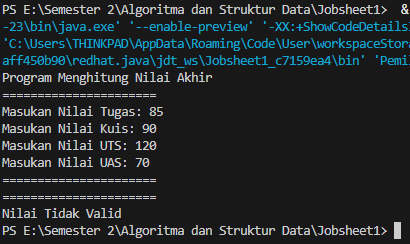 PS E:\Semester 2\Algoritma dan Struktur Data\Jobsheet1>  &
-23\bin\java.exe' '--enable-preview' '-XX:+ShowCodeDetails
'C:\Users\THINKPAD\AppData\Roaming\Code\User\workspaceStora
aff450b90\redhat.java\jdt_ws\Jobsheet1_c7159ea4\bin' 'Pemil
Program Menghitung Nilai Akhir
======================
Masukan Nilai Tugas: 85
Masukan Nilai Kuis: 90
Masukan Nilai UTS: 120
Masukan Nilai UAS: 70
======================
======================
Nilai Tidak Valid
PS E:\Semester 2\Algoritma dan Struktur Data\Jobsheet1>